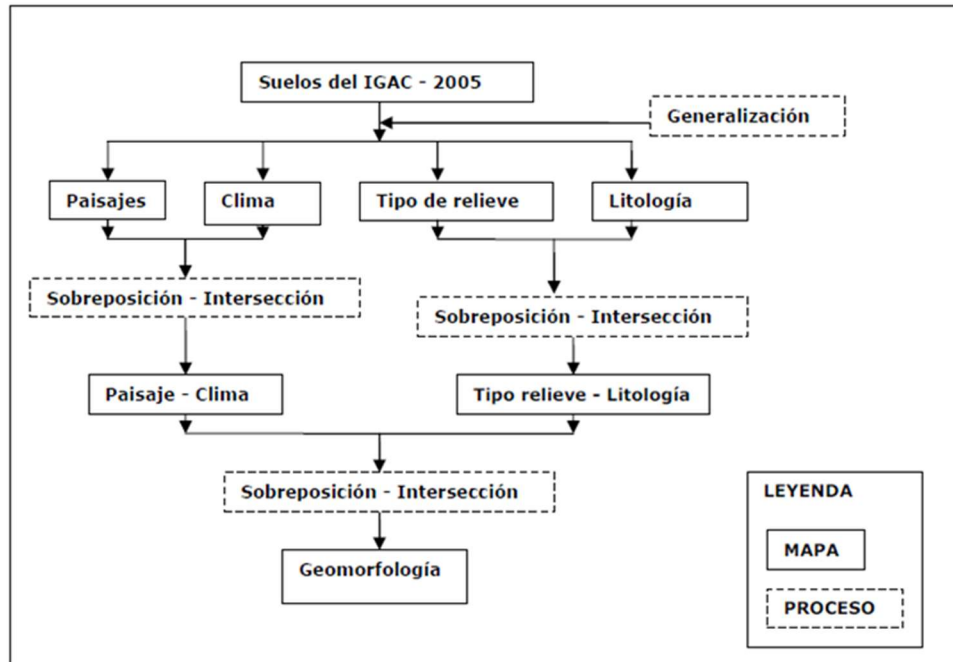 Suelos del IGAC - 2005
Generalización
Paisajes
Clima
Tipo de relieve
Litología
Sobreposición - Intersección
Sobreposición - Intersección
Paisaje - Clima
Tipo relieve - Litología
Sobreposición - Intersección
Geomorfología
LEYENDA
MAPA
PROCESO